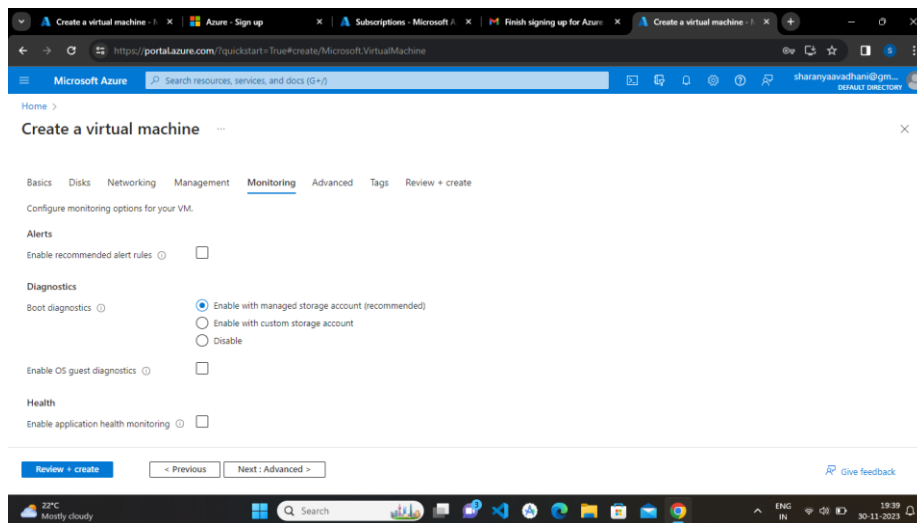 Create a virtual machine -
Azure - Sign up
Subscriptions - Microsoft A
Finish signing up for Azure
Create a virtual machine -
https://portal.azure.com/?quickstart=True#create/Microsoft.VirtualMachine
Microsoft Azure
Search resources, services, and docs (G+/)
sharanyaavadhani@gm...
DEFAULT DIRECTORY
Home >
Create a virtual machine ...
Basics Disks Networking Management Monitoring Advanced Tags Review + create
Configure monitoring options for your VM.
Alerts
Enable recommended alert rules
Diagnostics
Boot diagnostics
Enable with managed storage account (recommended)
Enable with custom storage account
Disable
Enable OS guest diagnostics
Health
Enable application health monitoring
Review + create
< Previous
Next : Advanced >
Give feedback
22°C
Mostly cloudy
Search
ENG
IN
19:39
30-11-2023